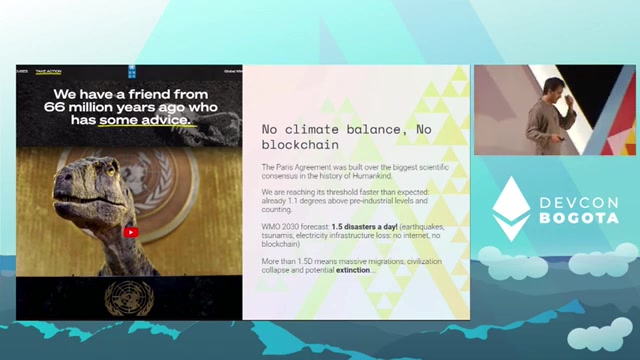 TAKE ACTION
We have a friend from
66 million years ago who
has some advice.
No climate balance, No
blockchain
The Paris Agreement was built over the biggest scientific
consensus in the history of Humankind.
We are reaching its threshold faster than expected:
already 1.1 degrees above pre-industrial levels and
counting.
WMO 2030 forecast: 1.5 disasters a day! (earthquakes,
tsunamis, electricity infrastructure loss: no internet, no
blockchain)
More than 1.5D means massive migrations, civilization
collapse and potential extinction...
DEVCON
BOGOTA